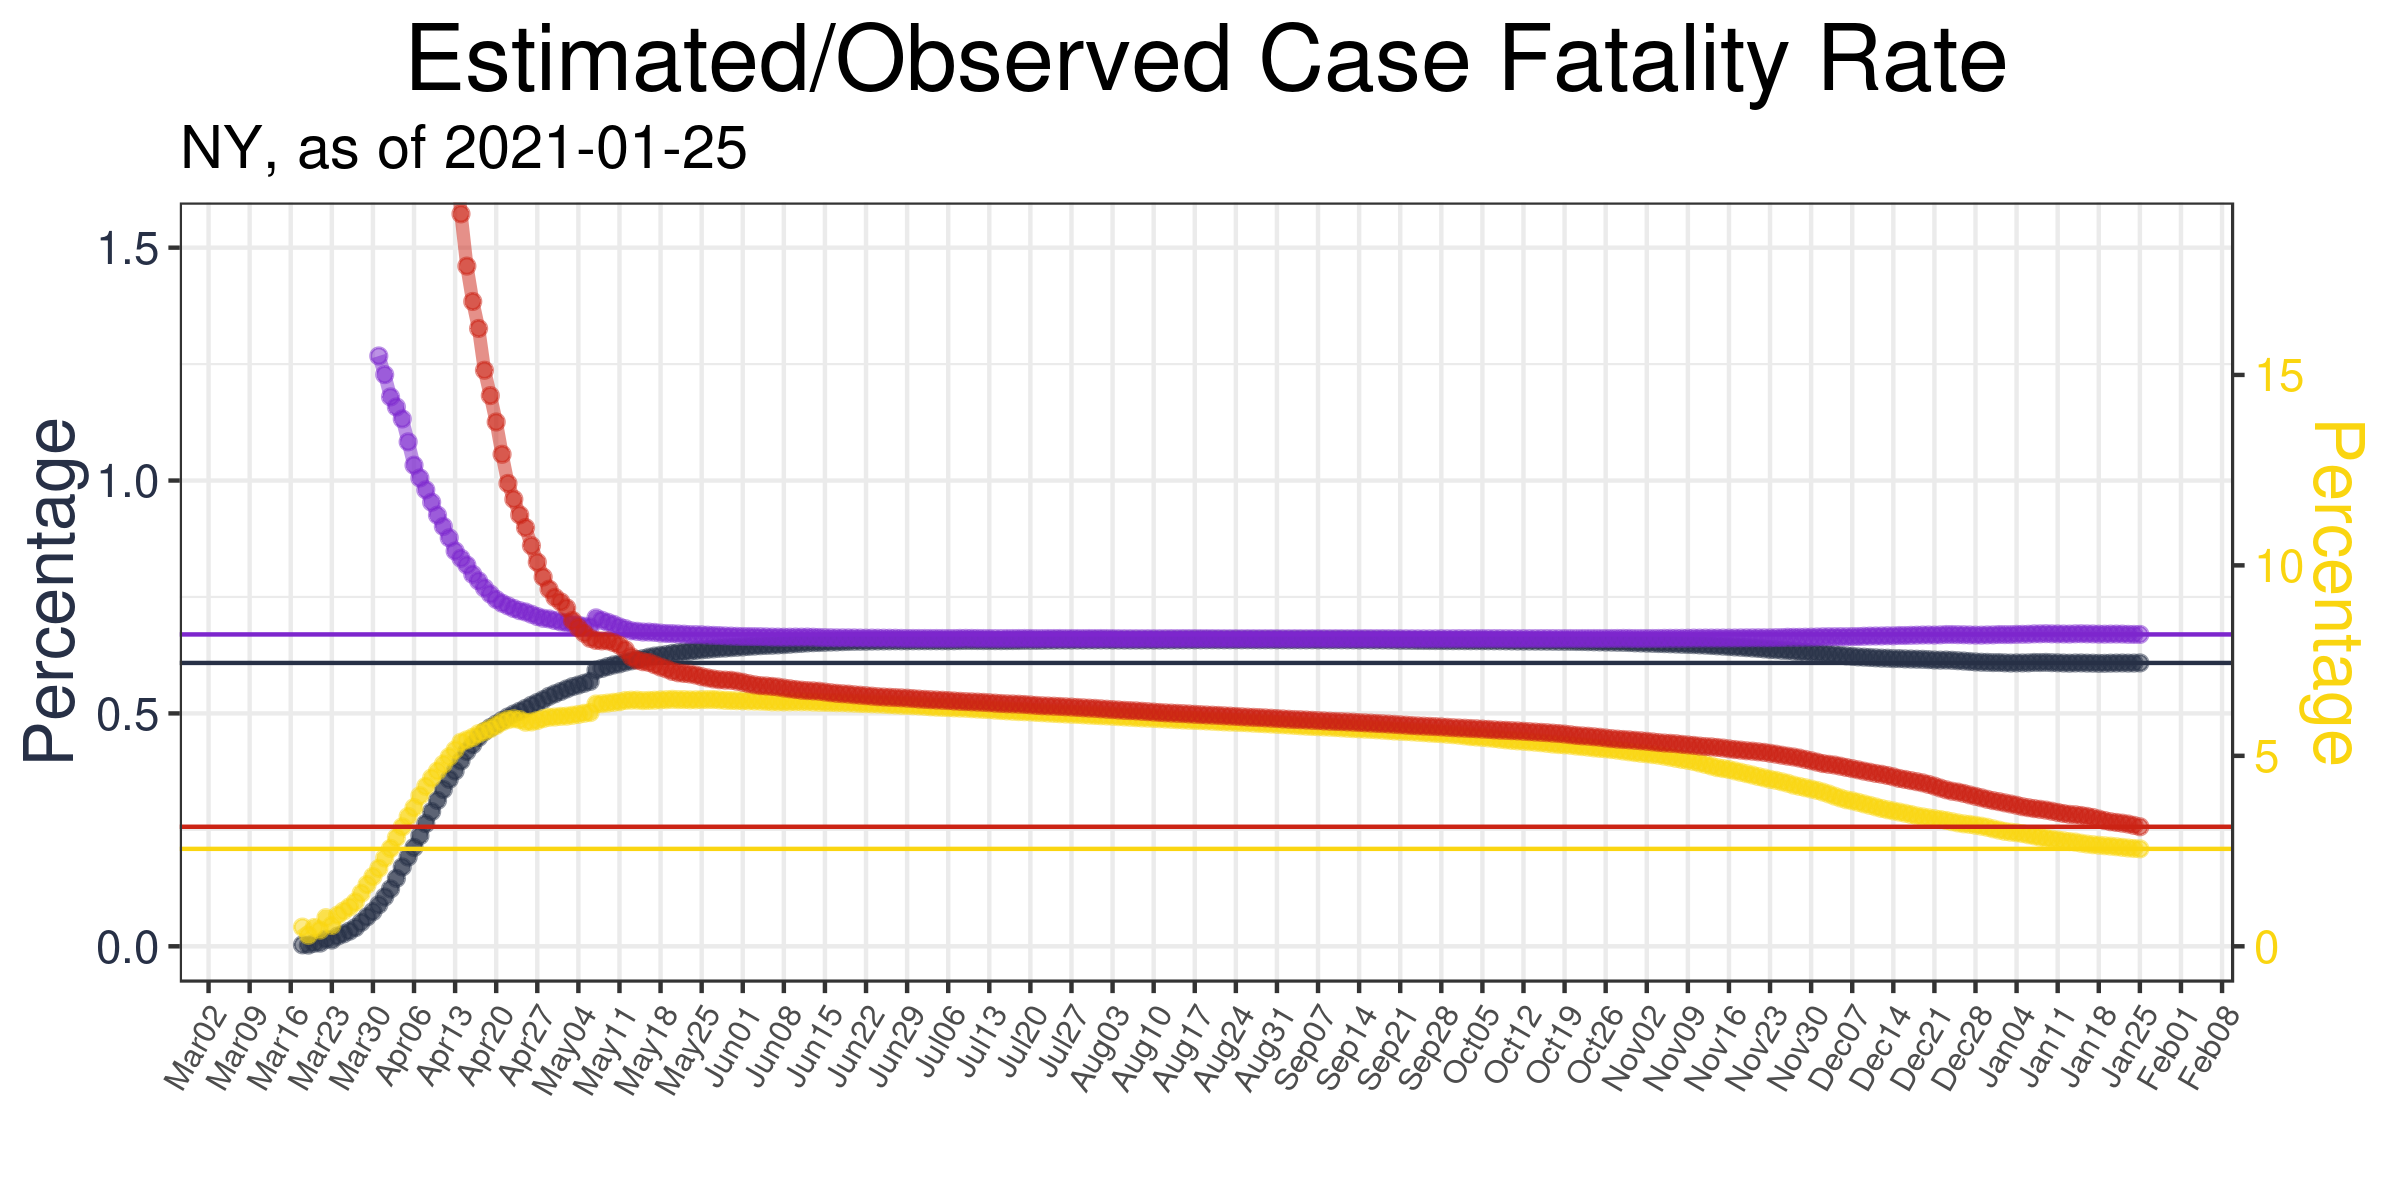 Estimated/Observed Case Fatality Rate
NY, as of 2021-01-25
Percentage
1.5
1.0
0.5
0.0
15
10
5
0
Percentage
Mar02
Mar09
Mar16
Mar23
Mar30
Apr06
Apr13
Apr20
Apr27
May04
May11
May18
May25
Jun01
Jun08
Jun15
Jun22
Jun29
Jul06
Jul13
Jul20
Jul27
Aug03
Aug10
Aug17
Aug24
Aug31
Sep07
Sep14
Sep21
Sep28
Oct05
Oct12
Oct19
Oct26
Nov02
Nov09
Nov16
Nov23
Nov30
Dec07
Dec14
Dec21
Dec28
Jan04
Jan11
Jan18
Jan25
Feb01
Feb08